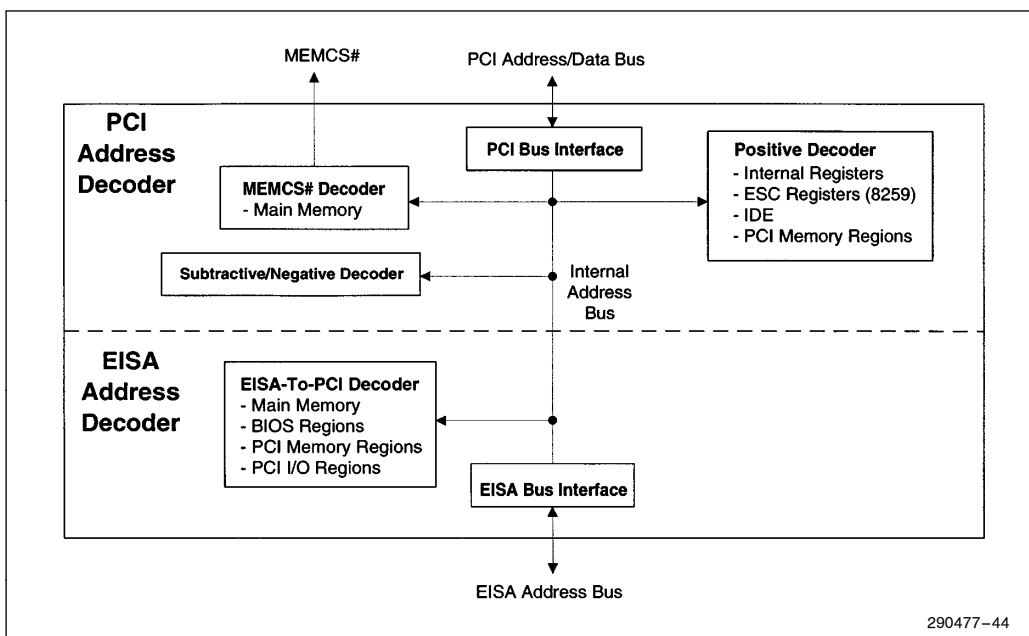 MEMCS#
PCI Address/Data Bus
PCI
Address
Decoder
PCI Bus Interface
MEMCS# Decoder
- Main Memory
Positive Decoder
- Internal Registers
- ESC Registers (8259)
- IDE
- PCI Memory Regions
Subtractive/Negative Decoder
Internal
Address
Bus
EISA
Address
Decoder
EISA-To-PCI Decoder
- Main Memory
- BIOS Regions
- PCI Memory Regions
- PCI I/O Regions
EISA Bus Interface
EISA Address Bus
290477–44